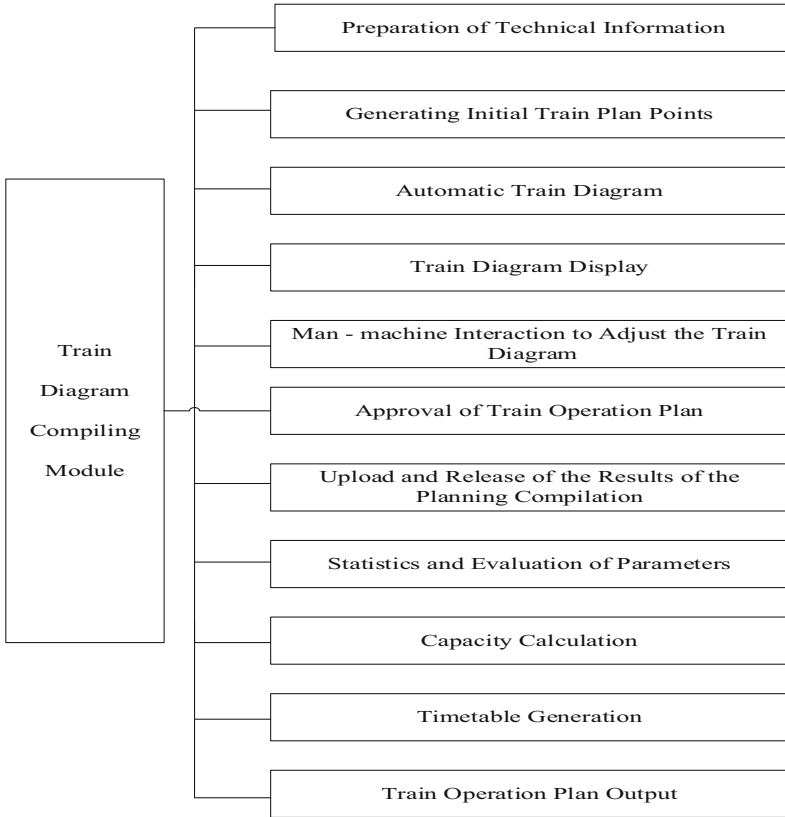 Preparation of Technical Information
Generating Initial Train Plan Points
Automatic Train Diagram
Train Diagram Display
Man - machine Interaction to Adjust the Train
Diagram
Train
Diagram
Compiling
Module
Approval of Train Operation Plan
Upload and Release of the Results of the
Planning Compilation
Statistics and Evaluation of Parameters
Capacity Calculation
Timetable Generation
Train Operation Plan Output